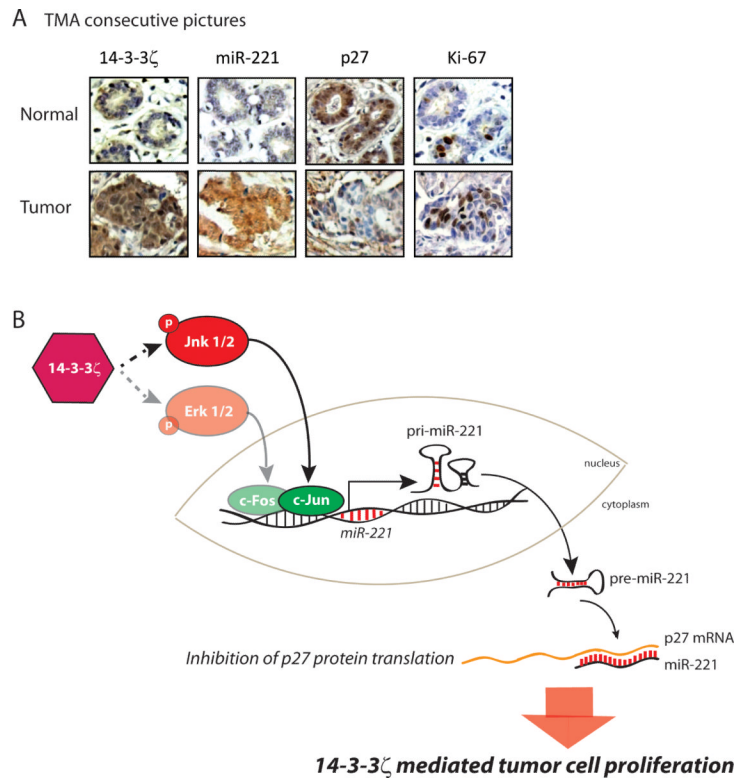 A TMA consecutive pictures
14-3-3ζ miR-221 p27 Ki-67
Normal
Tumor
B
P
Jnk 1/2
14-3-3ζ
Erk 1/2
P
pri-miR-221
nucleus
c-Fos c-Jun
cytoplasm
miR-221
pre-miR-221
p27 mRNA
Inhibition of p27 protein translation
miR-221
14-3-3ζ mediated tumor cell proliferation